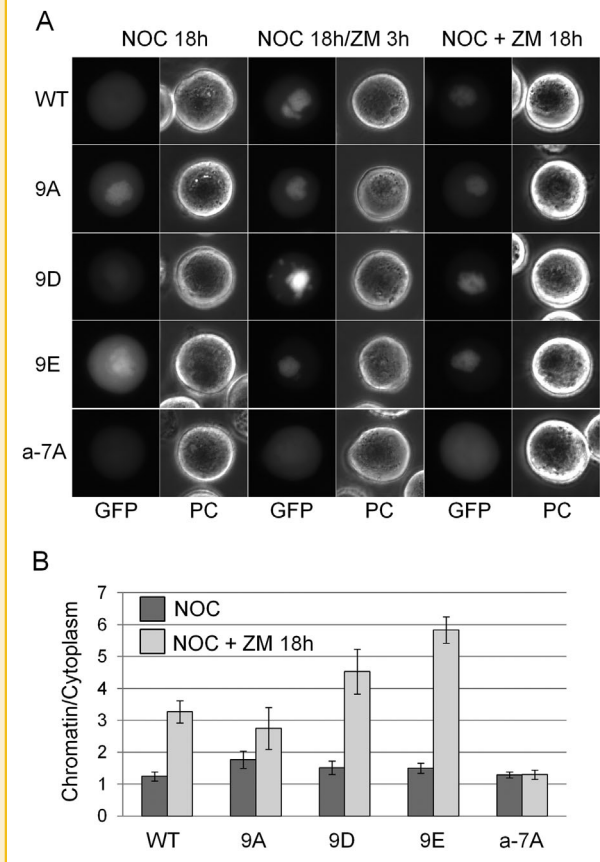 A
NOC 18h NOC 18h/ZM 3h NOC + ZM 18h
WT
9A
9D
9E
a-7A
GFP PC GFP PC GFP PC
B
7
6
5
4
3
2
1
0
Chromatin/Cytoplasm
NOC
NOC + ZM 18h
WT 9A 9D 9E a-7A